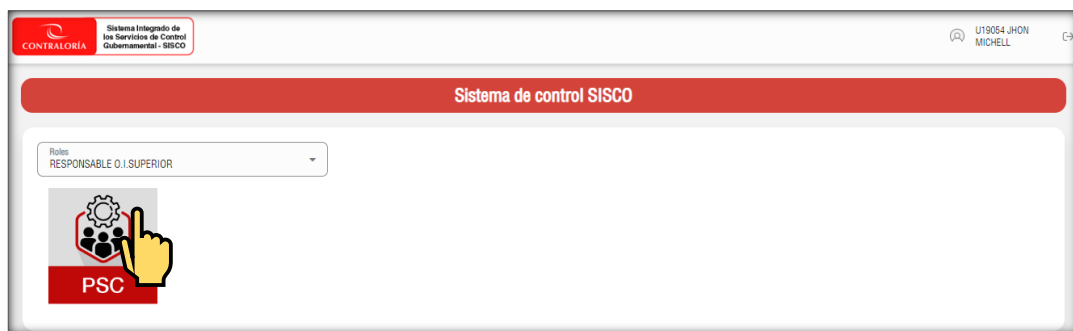 CONTRALORÍA
Sistema Integrado de
los Servicios de Control
Gubernamental - SISCO
U19054 JHON
MICHELL
Sistema de control SISCO
Roles
RESPONSABLE O.I.SUPERIOR
PSC